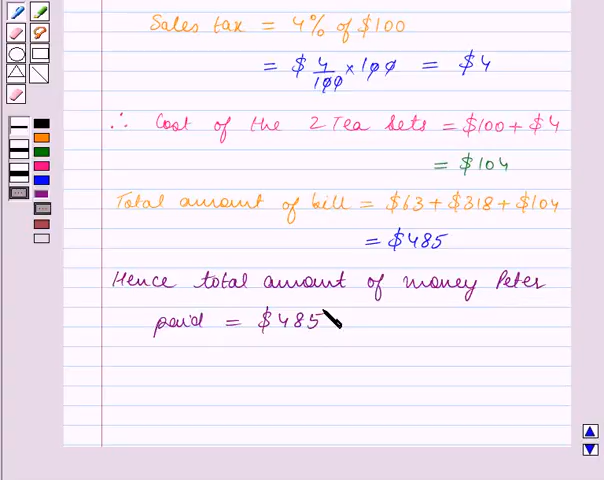 Sales tax = 4% of $100
= $ 4/100 × 100 = $4
∴ Cost of the 2 Tea Sets = $100 + $4
= $104
Total amount of bill = $63 + $318 + $104
= $485
Hence total amount of money Peter
paid = $485